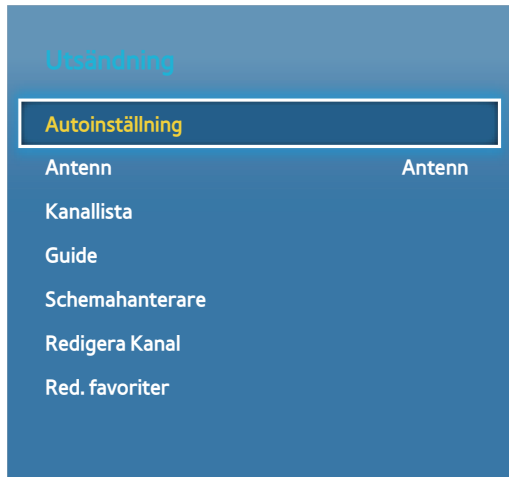 Utsändning
Autoinställning
Antenn Antenn
Kanallista
Guide
Schemahanterare
Redigera Kanal
Red. favoriter